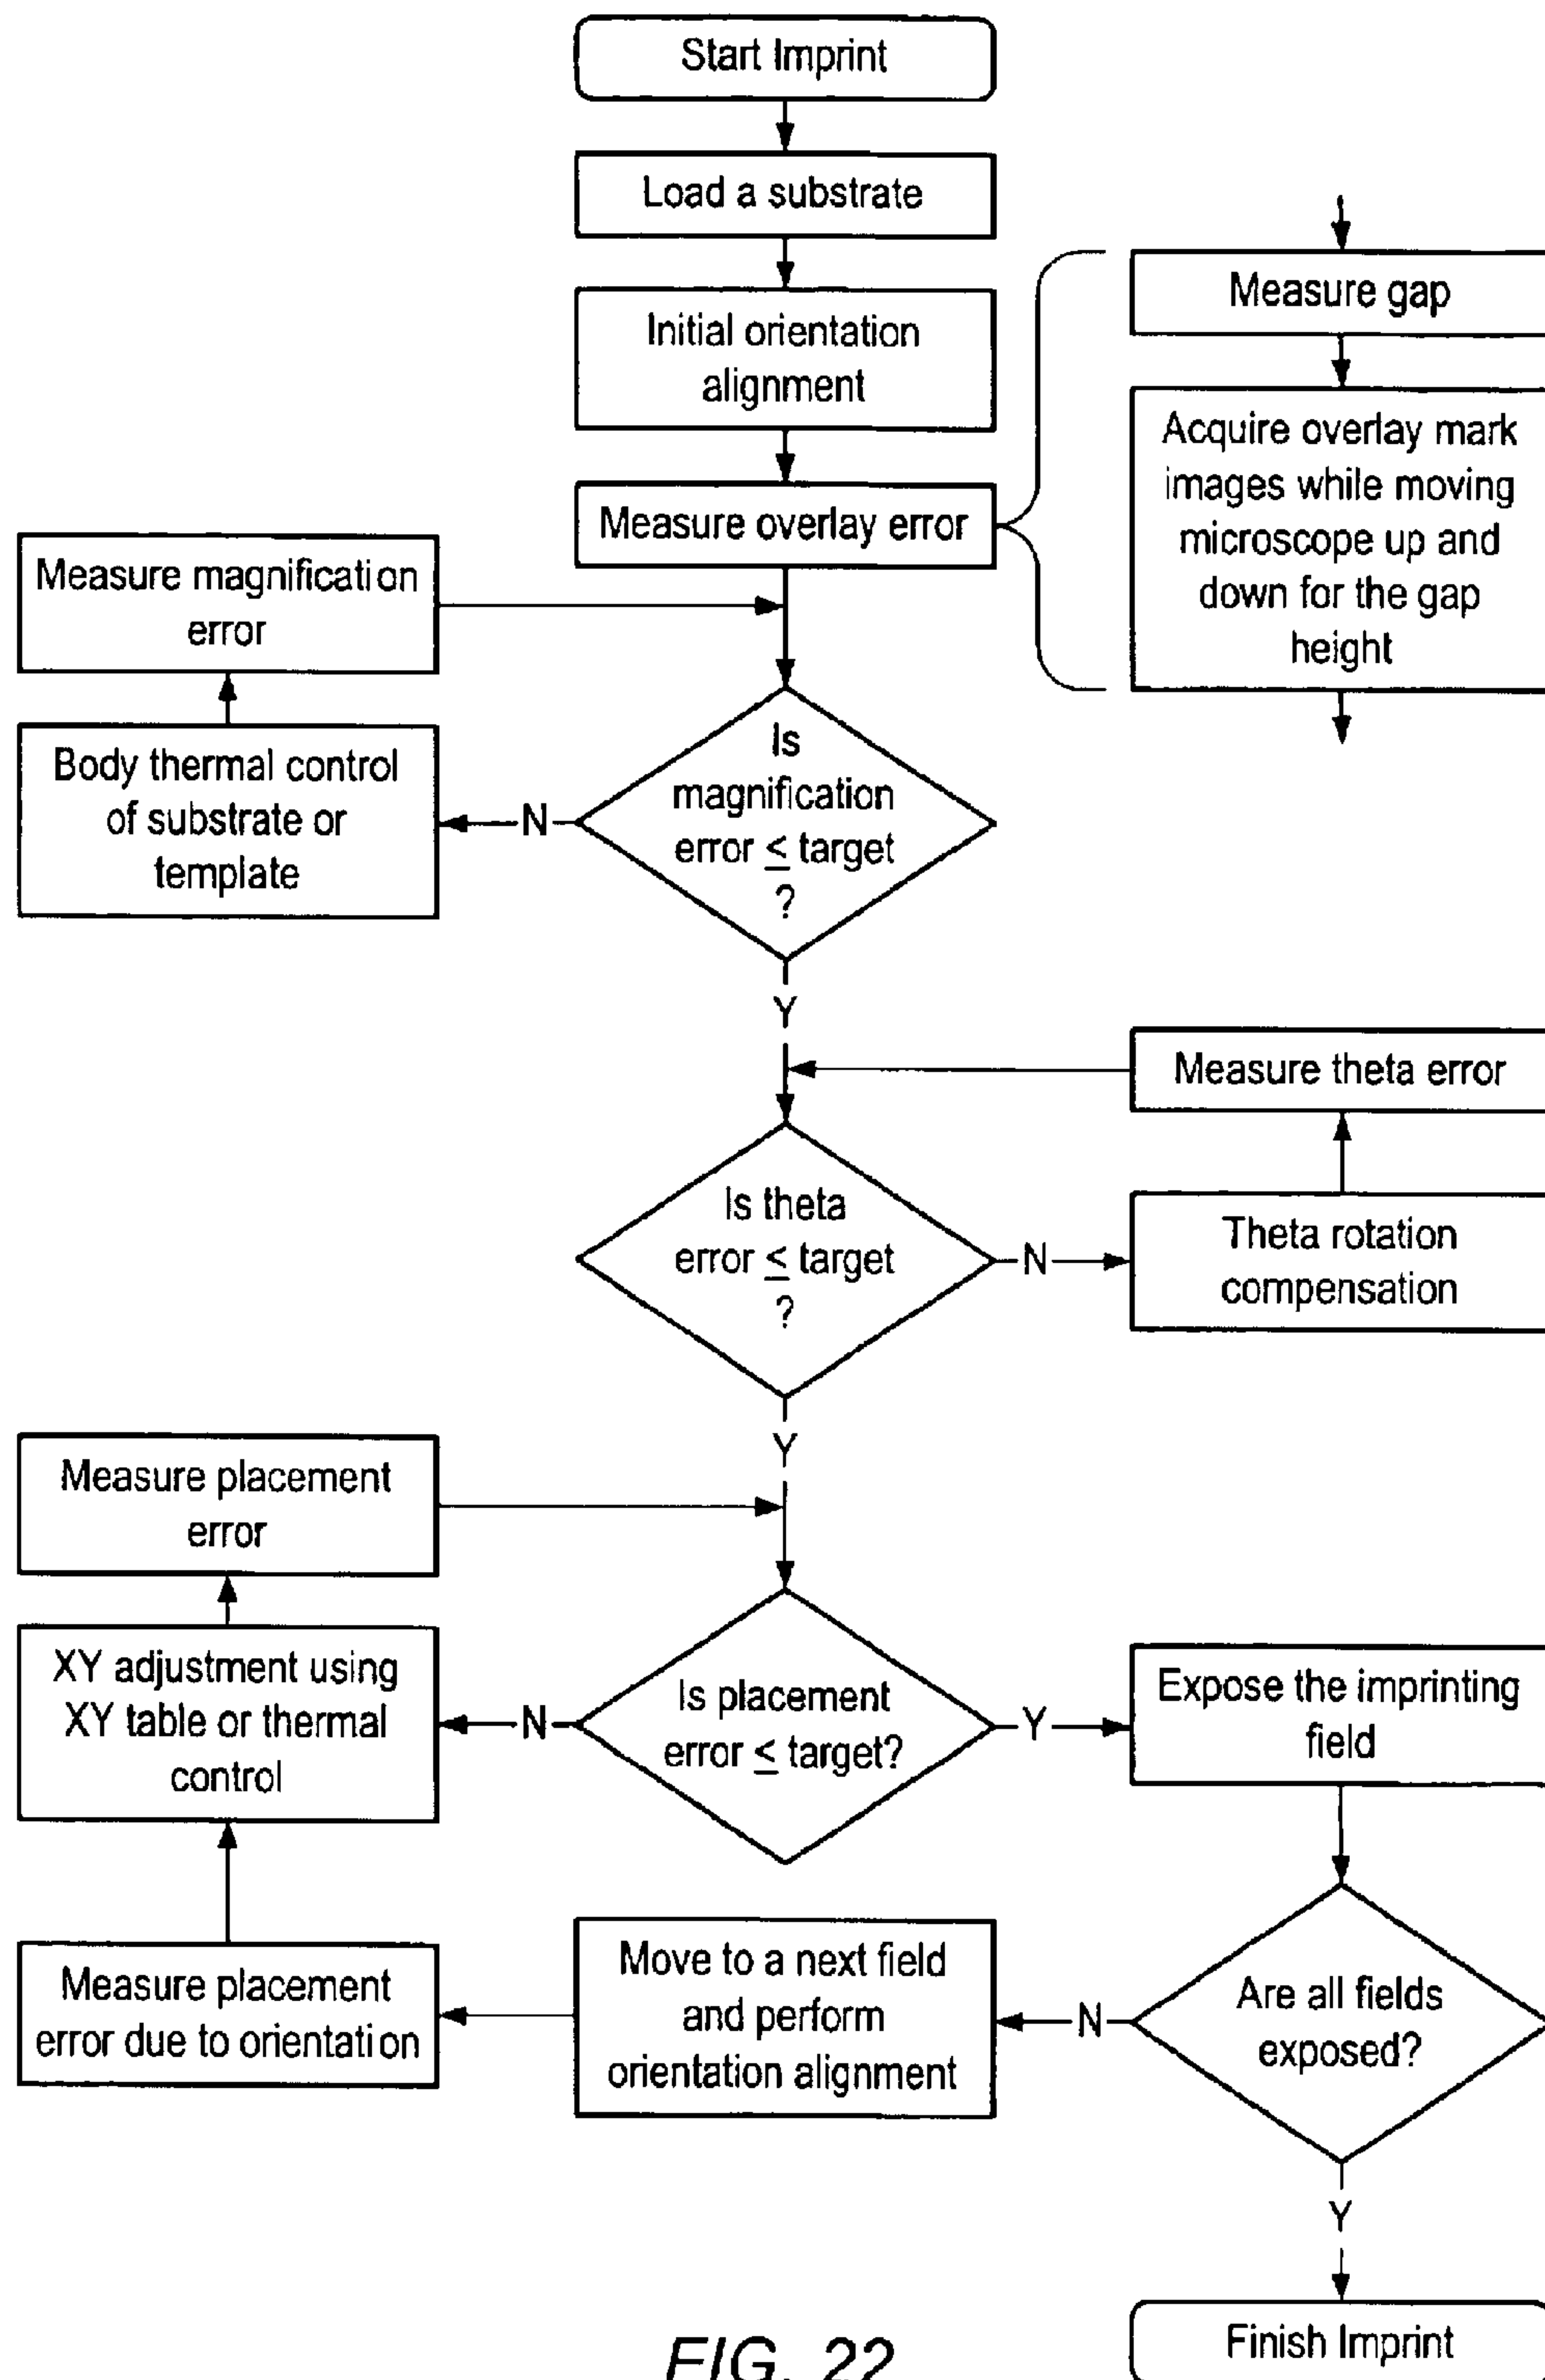 Start Imprint
Load a substrate
Initial orientation
alignment
Measure overlay error
Measure gap
Acquire overlay mark
images while moving
microscope up and
down for the gap
height
Measure magnification
error
Body thermal control
of substrate or
template
N
Is
magnification
error ≤ target
?
Y
Measure theta error
Is theta
error ≤ target
?
N
Theta rotation
compensation
Y
Measure placement
error
XY adjustment using
XY table or thermal
control
N
Is placement
error ≤ target?
Y
Expose the imprinting
field
Measure placement
error due to orientation
Move to a next field
and perform
orientation alignment
N
Are all fields
exposed?
Y
Finish Imprint
FIG. 22